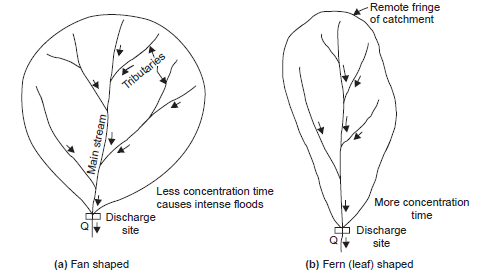 Tributaries
Main stream
Less concentration time
causes intense floods
Discharge
site
Q
(a) Fan shaped
Remote fringe
of catchment
More concentration
time
Discharge
site
Q
(b) Fern (leaf) shaped